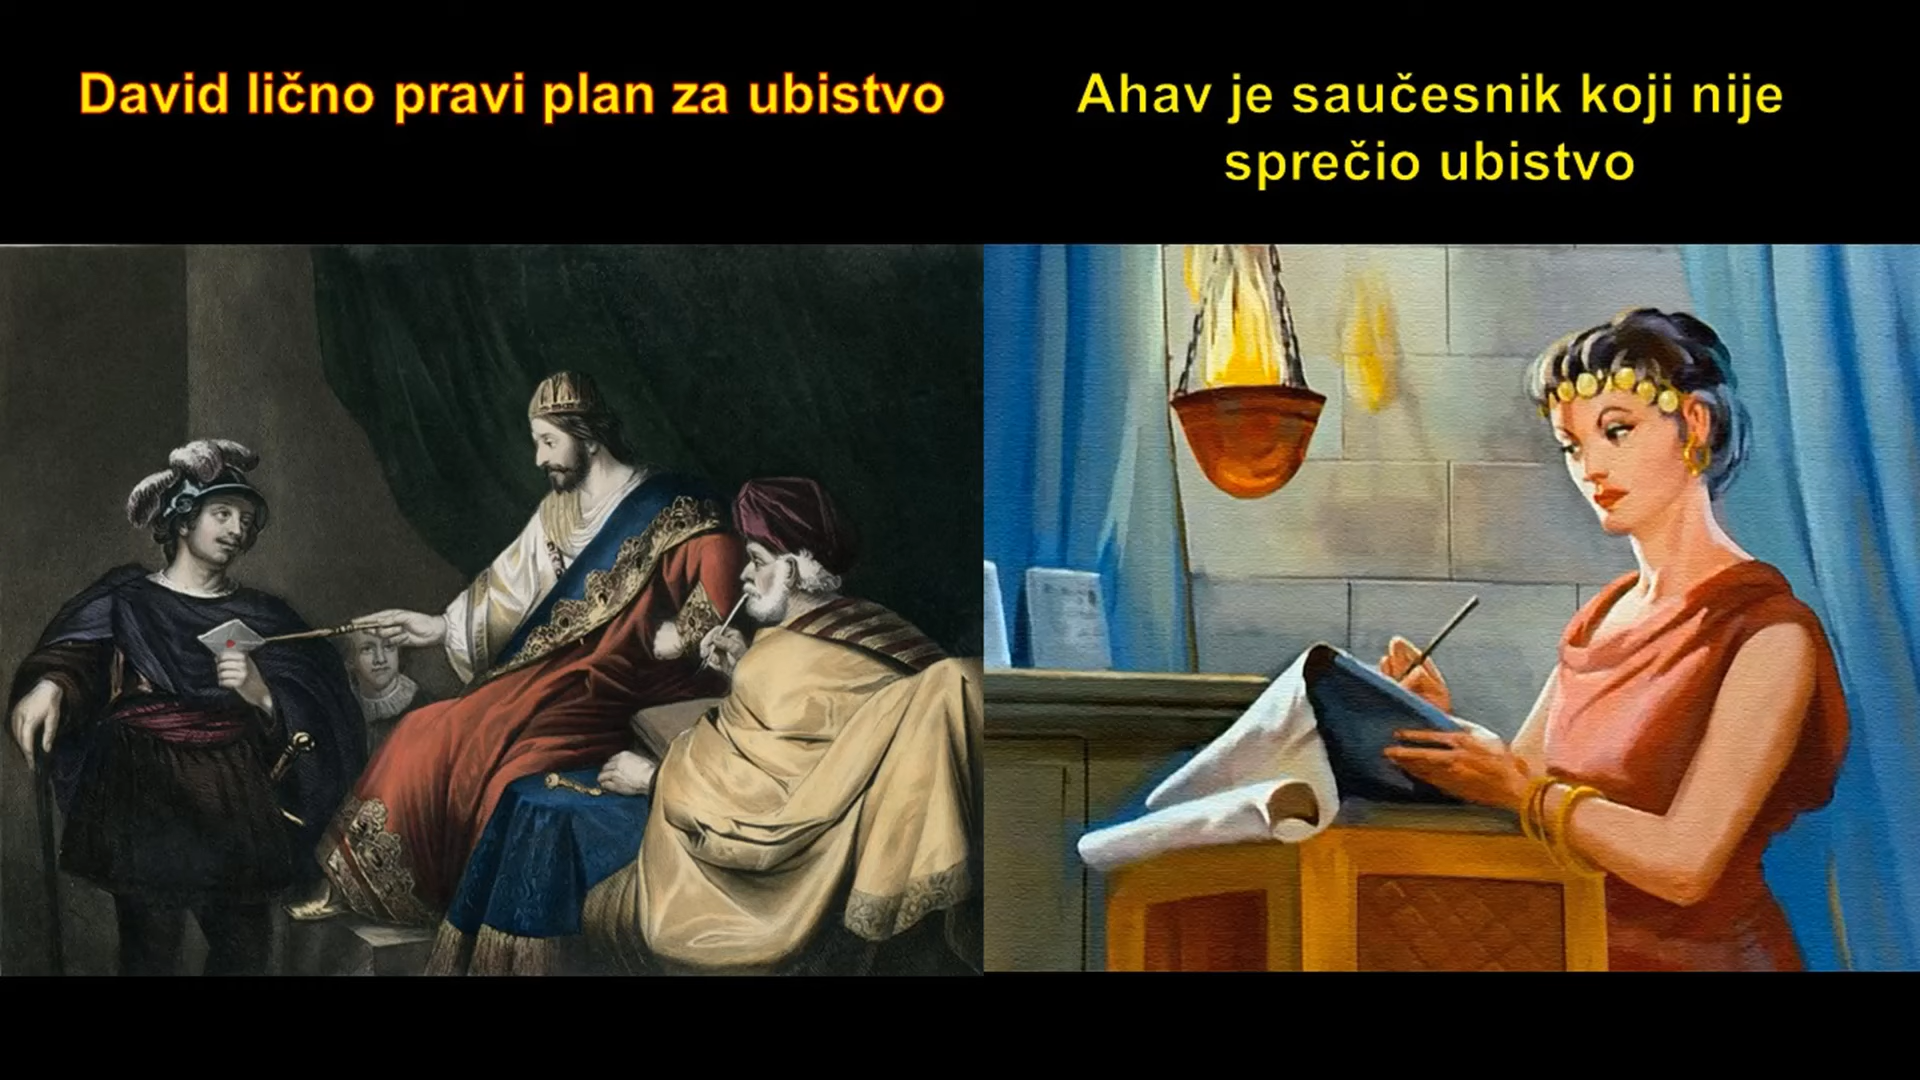 David lično pravi plan za ubistvo
Ahav je saučesnik koji nije
sprečio ubistvo